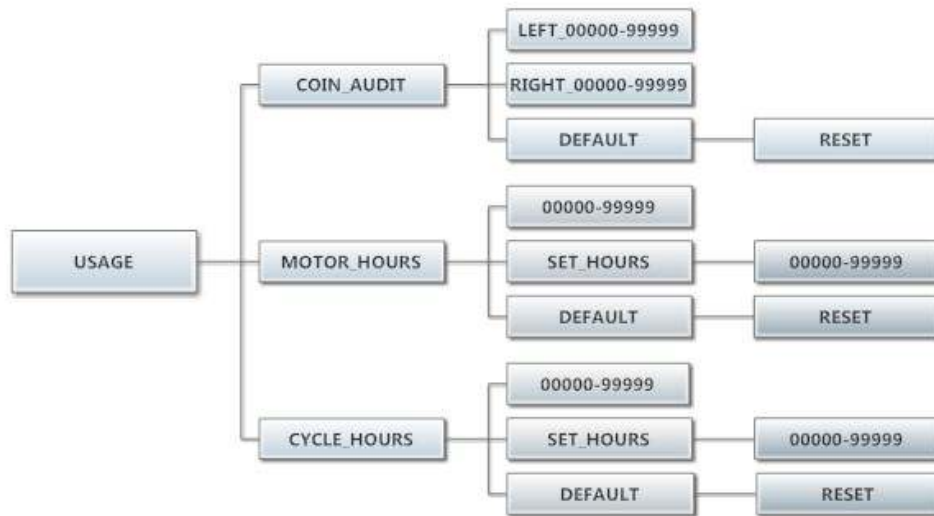 LEFT_00000-99999
COIN_AUDIT
RIGHT_00000-99999
DEFAULT
RESET
00000-99999
USAGE
MOTOR_HOURS
SET_HOURS
00000-99999
DEFAULT
RESET
00000-99999
CYCLE_HOURS
SET_HOURS
00000-99999
DEFAULT
RESET